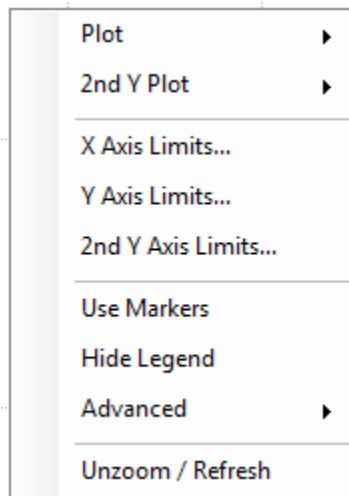 Plot
2nd Y Plot
X Axis Limits...
Y Axis Limits...
2nd Y Axis Limits...
Use Markers
Hide Legend
Advanced
Unzoom / Refresh